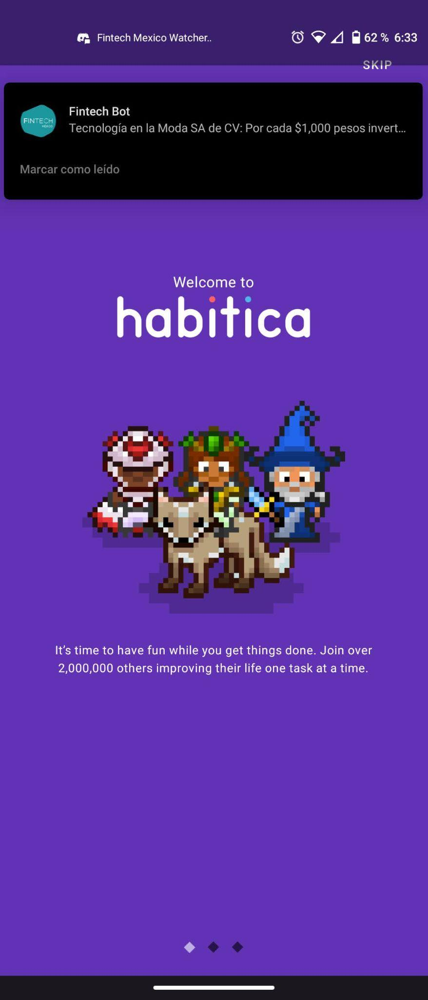 Fintech Mexico Watcher..
62 % 6:33
SKIP
FINTECH
MÉXICO
Fintech Bot
Tecnología en la Moda SA de CV: Por cada $1,000 pesos invert...
Marcar como leído
Welcome to
habitica
It's time to have fun while you get things done. Join over
2,000,000 others improving their life one task at a time.